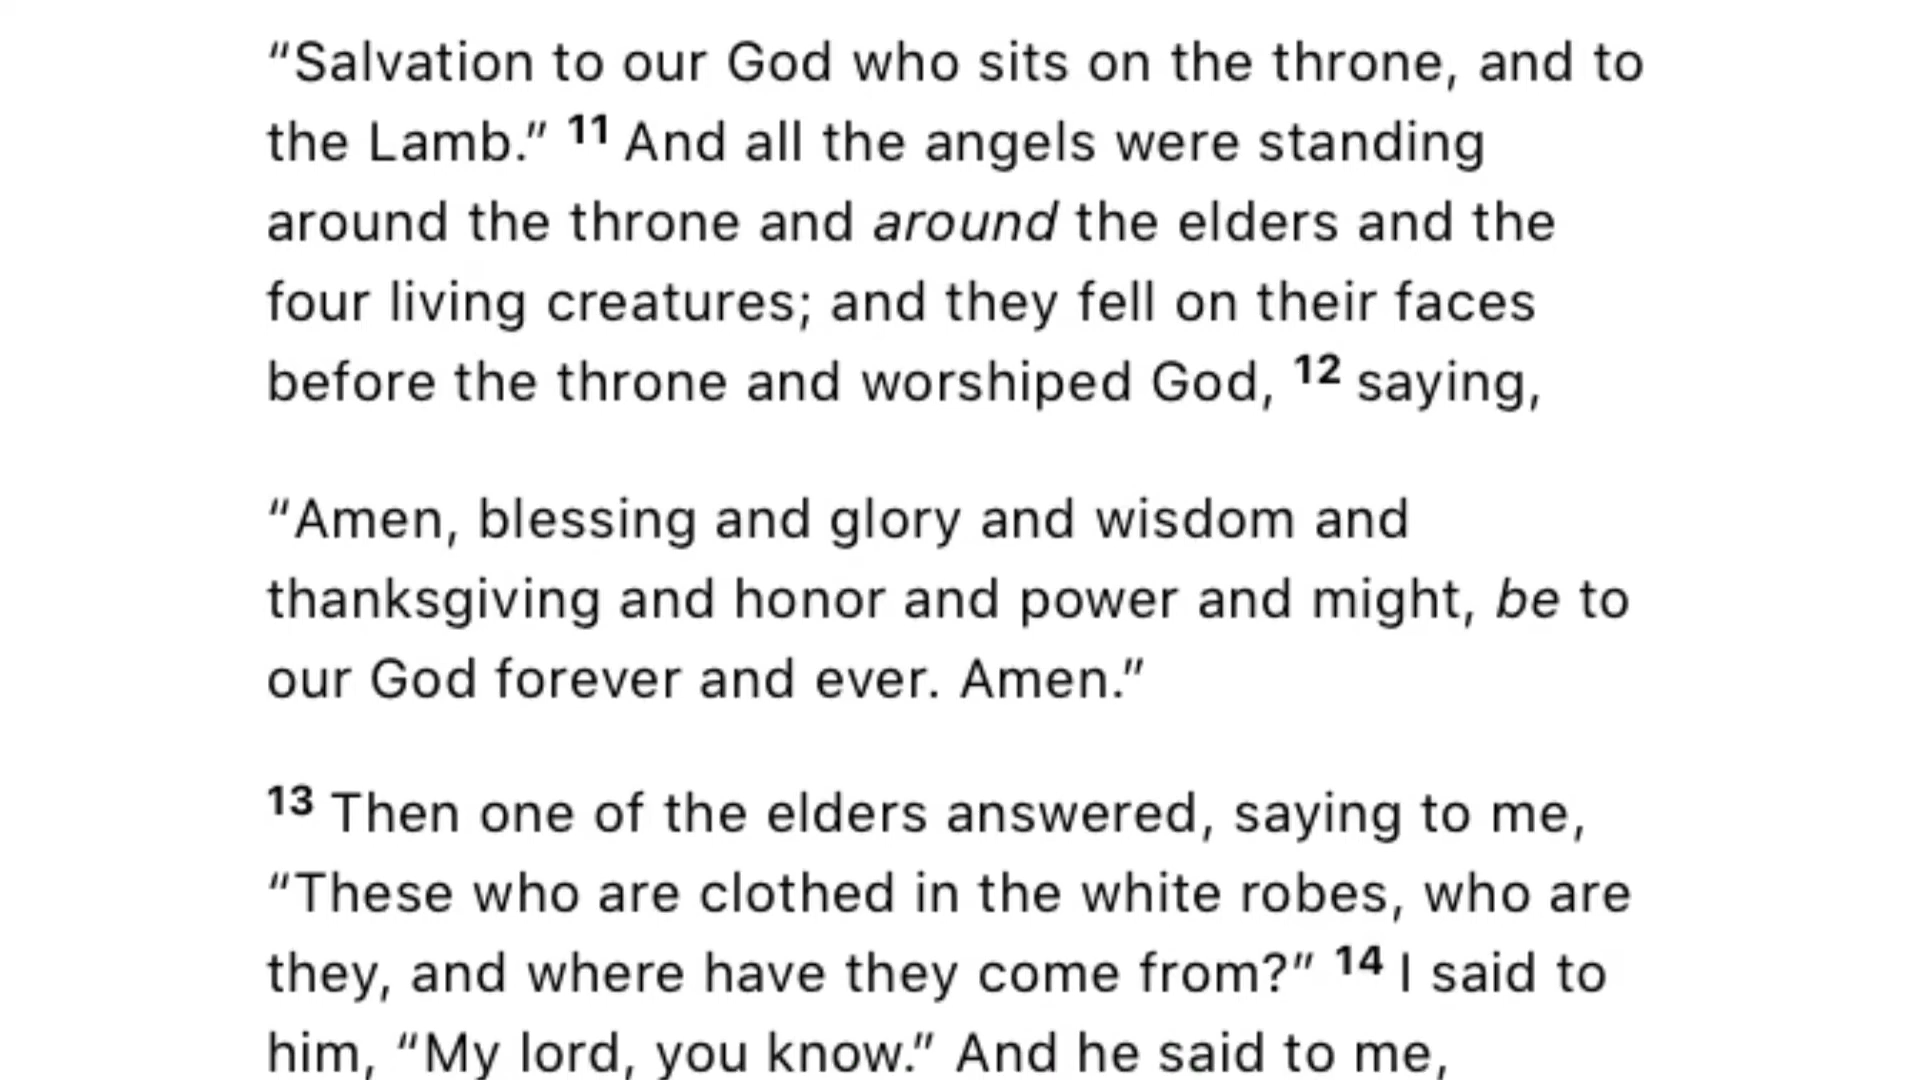 “Salvation to our God who sits on the throne, and to
the Lamb.” 11 And all the angels were standing
around the throne and around the elders and the
four living creatures; and they fell on their faces
before the throne and worshiped God, 12 saying,
“Amen, blessing and glory and wisdom and
thanksgiving and honor and power and might, be to
our God forever and ever. Amen.”
13 Then one of the elders answered, saying to me,
“These who are clothed in the white robes, who are
they, and where have they come from?” 14 I said to
him, “My lord, you know.” And he said to me,